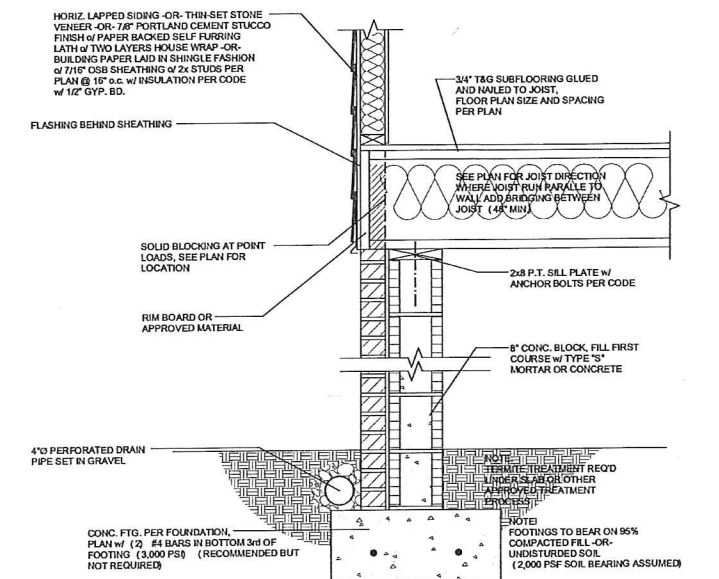 HORIZ. LAPPED SIDING -OR- THIN-SET STONE
VENEER -OR- 7/8" PORTLAND CEMENT STUCCO
FINISH o/ PAPER BACKED SELF FURRING
LATH o/ TWO LAYERS HOUSE WRAP -OR-
BUILDING PAPER LAID IN SHINGLE FASHION
o/ 7/16" OSB SHEATHING o/ 2x STUDS PER
PLAN @ 16" o.c. w/ INSULATION PER CODE
w/ 1/2" GYP. BD.
3/4" T&G SUBFLOORING GLUED
AND NAILED TO JOIST,
FLOOR PLAN SIZE AND SPACING
PER PLAN
FLASHING BEHIND SHEATHING
SEE PLAN FOR JOIST DIRECTION
WHERE JOIST RUN PARALLE TO
WALL ADD BRIDGING BETWEEN
JOIST (48" MIN)
SOLID BLOCKING AT POINT
LOADS, SEE PLAN FOR
LOCATION
2x8 P.T. SILL PLATE w/
ANCHOR BOLTS PER CODE
RIM BOARD OR
APPROVED MATERIAL
8" CONC. BLOCK, FILL FIRST
COURSE w/ TYPE "S"
MORTAR OR CONCRETE
4"Ø PERFORATED DRAIN
PIPE SET IN GRAVEL
NOTE:
TERMITE TREATMENT REQ'D
UNDER SLAB OR OTHER
APPROVED TREATMENT
PROCESS
CONC. FTG. PER FOUNDATION,
PLAN w/ (2) #4 BARS IN BOTTOM 3rd OF
FOOTING (3,000 PSI) (RECOMMENDED BUT
NOT REQUIRED)
NOTE!
FOOTINGS TO BEAR ON 95%
COMPACTED FILL -OR-
UNDISTURDED SOIL
(2,000 PSF SOIL BEARING ASSUMED)